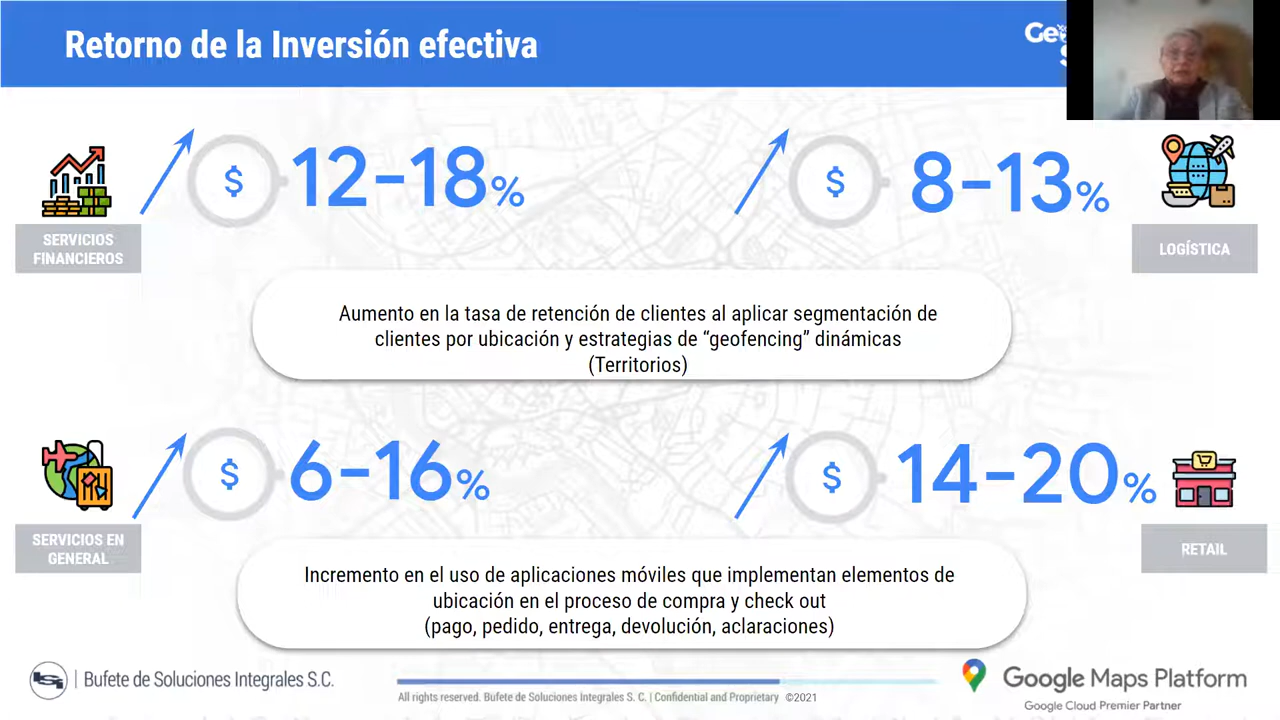 Retorno de la Inversión efectiva
Ge
$
12-18%
$
8-13%
SERVICIOS
FINANCIEROS
LOGÍSTICA
Aumento en la tasa de retención de clientes al aplicar segmentación de
clientes por ubicación y estrategias de “geofencing” dinámicas
(Territorios)
$
6-16%
$
14-20%
SERVICIOS EN
GENERAL
RETAIL
Incremento en el uso de aplicaciones móviles que implementan elementos de
ubicación en el proceso de compra y check out
(pago, pedido, entrega, devolución, aclaraciones)
Bufete de Soluciones Integrales S.C.
All rights reserved. Bufete de Soluciones Integrales S. C. | Confidential and Proprietary ©2021
Google Maps Platform
Google Cloud Premier Partner